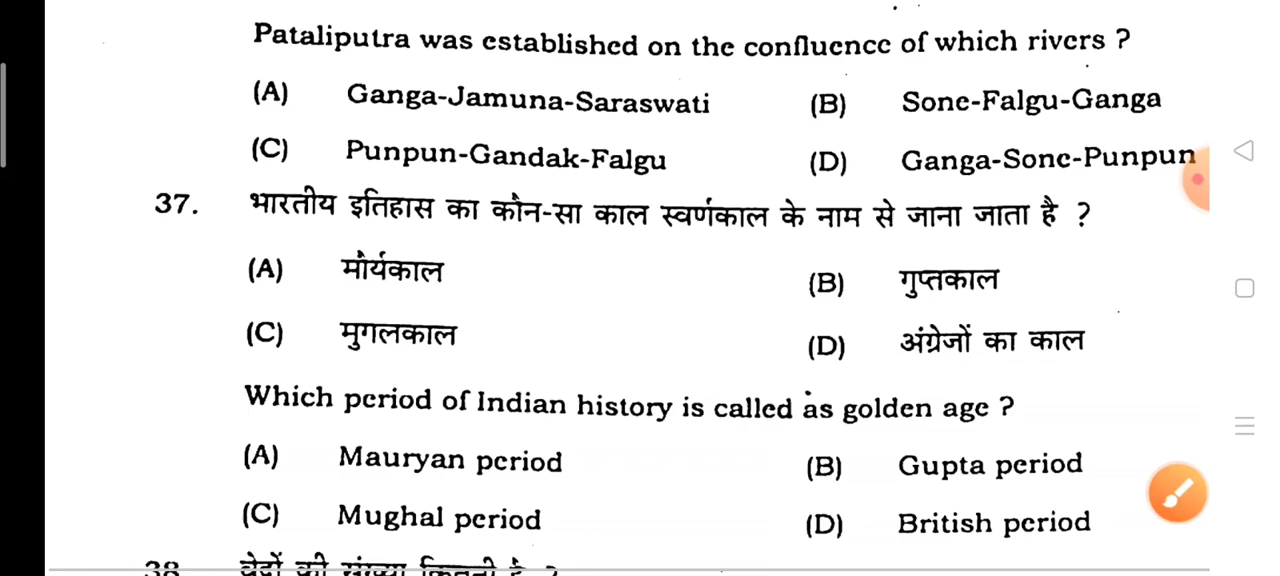 Pataliputra was established on the confluence of which rivers ?
(A) Ganga-Jamuna-Saraswati (B) Sone-Falgu-Ganga
(C) Punpun-Gandak-Falgu (D) Ganga-Sone-Punpun
37. भारतीय इतिहास का कौन-सा काल स्वर्णकाल के नाम से जाना जाता है ?
(A) मौर्यकाल (B) गुप्तकाल
(C) मुगलकाल (D) अंग्रेजों का काल
Which period of Indian history is called as golden age ?
(A) Mauryan period (B) Gupta period
(C) Mughal period (D) British period
38 वेदों की संख्या कितनी है ?